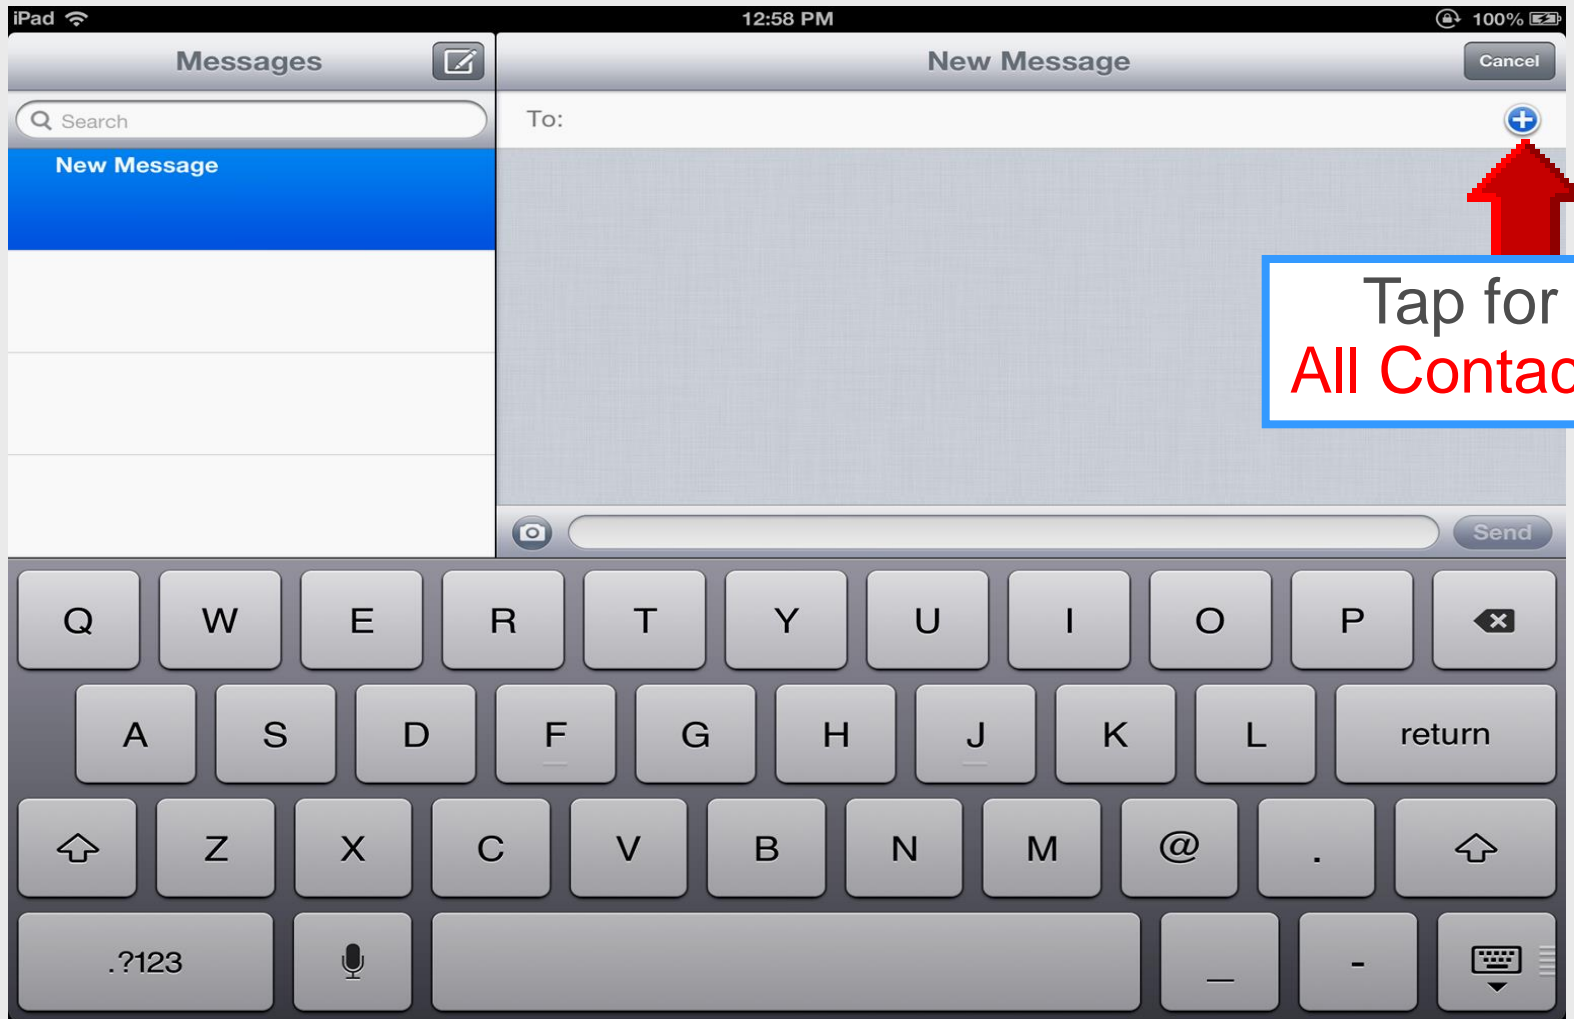 iPad
12:58 PM
100%
Messages
New Message
Cancel
Search
To:
New Message
Tap for
All Contac
Send
Q W E R T Y U I O P
A S D F G H J K L return
Z X C V B N M @ .
.?123 _ -